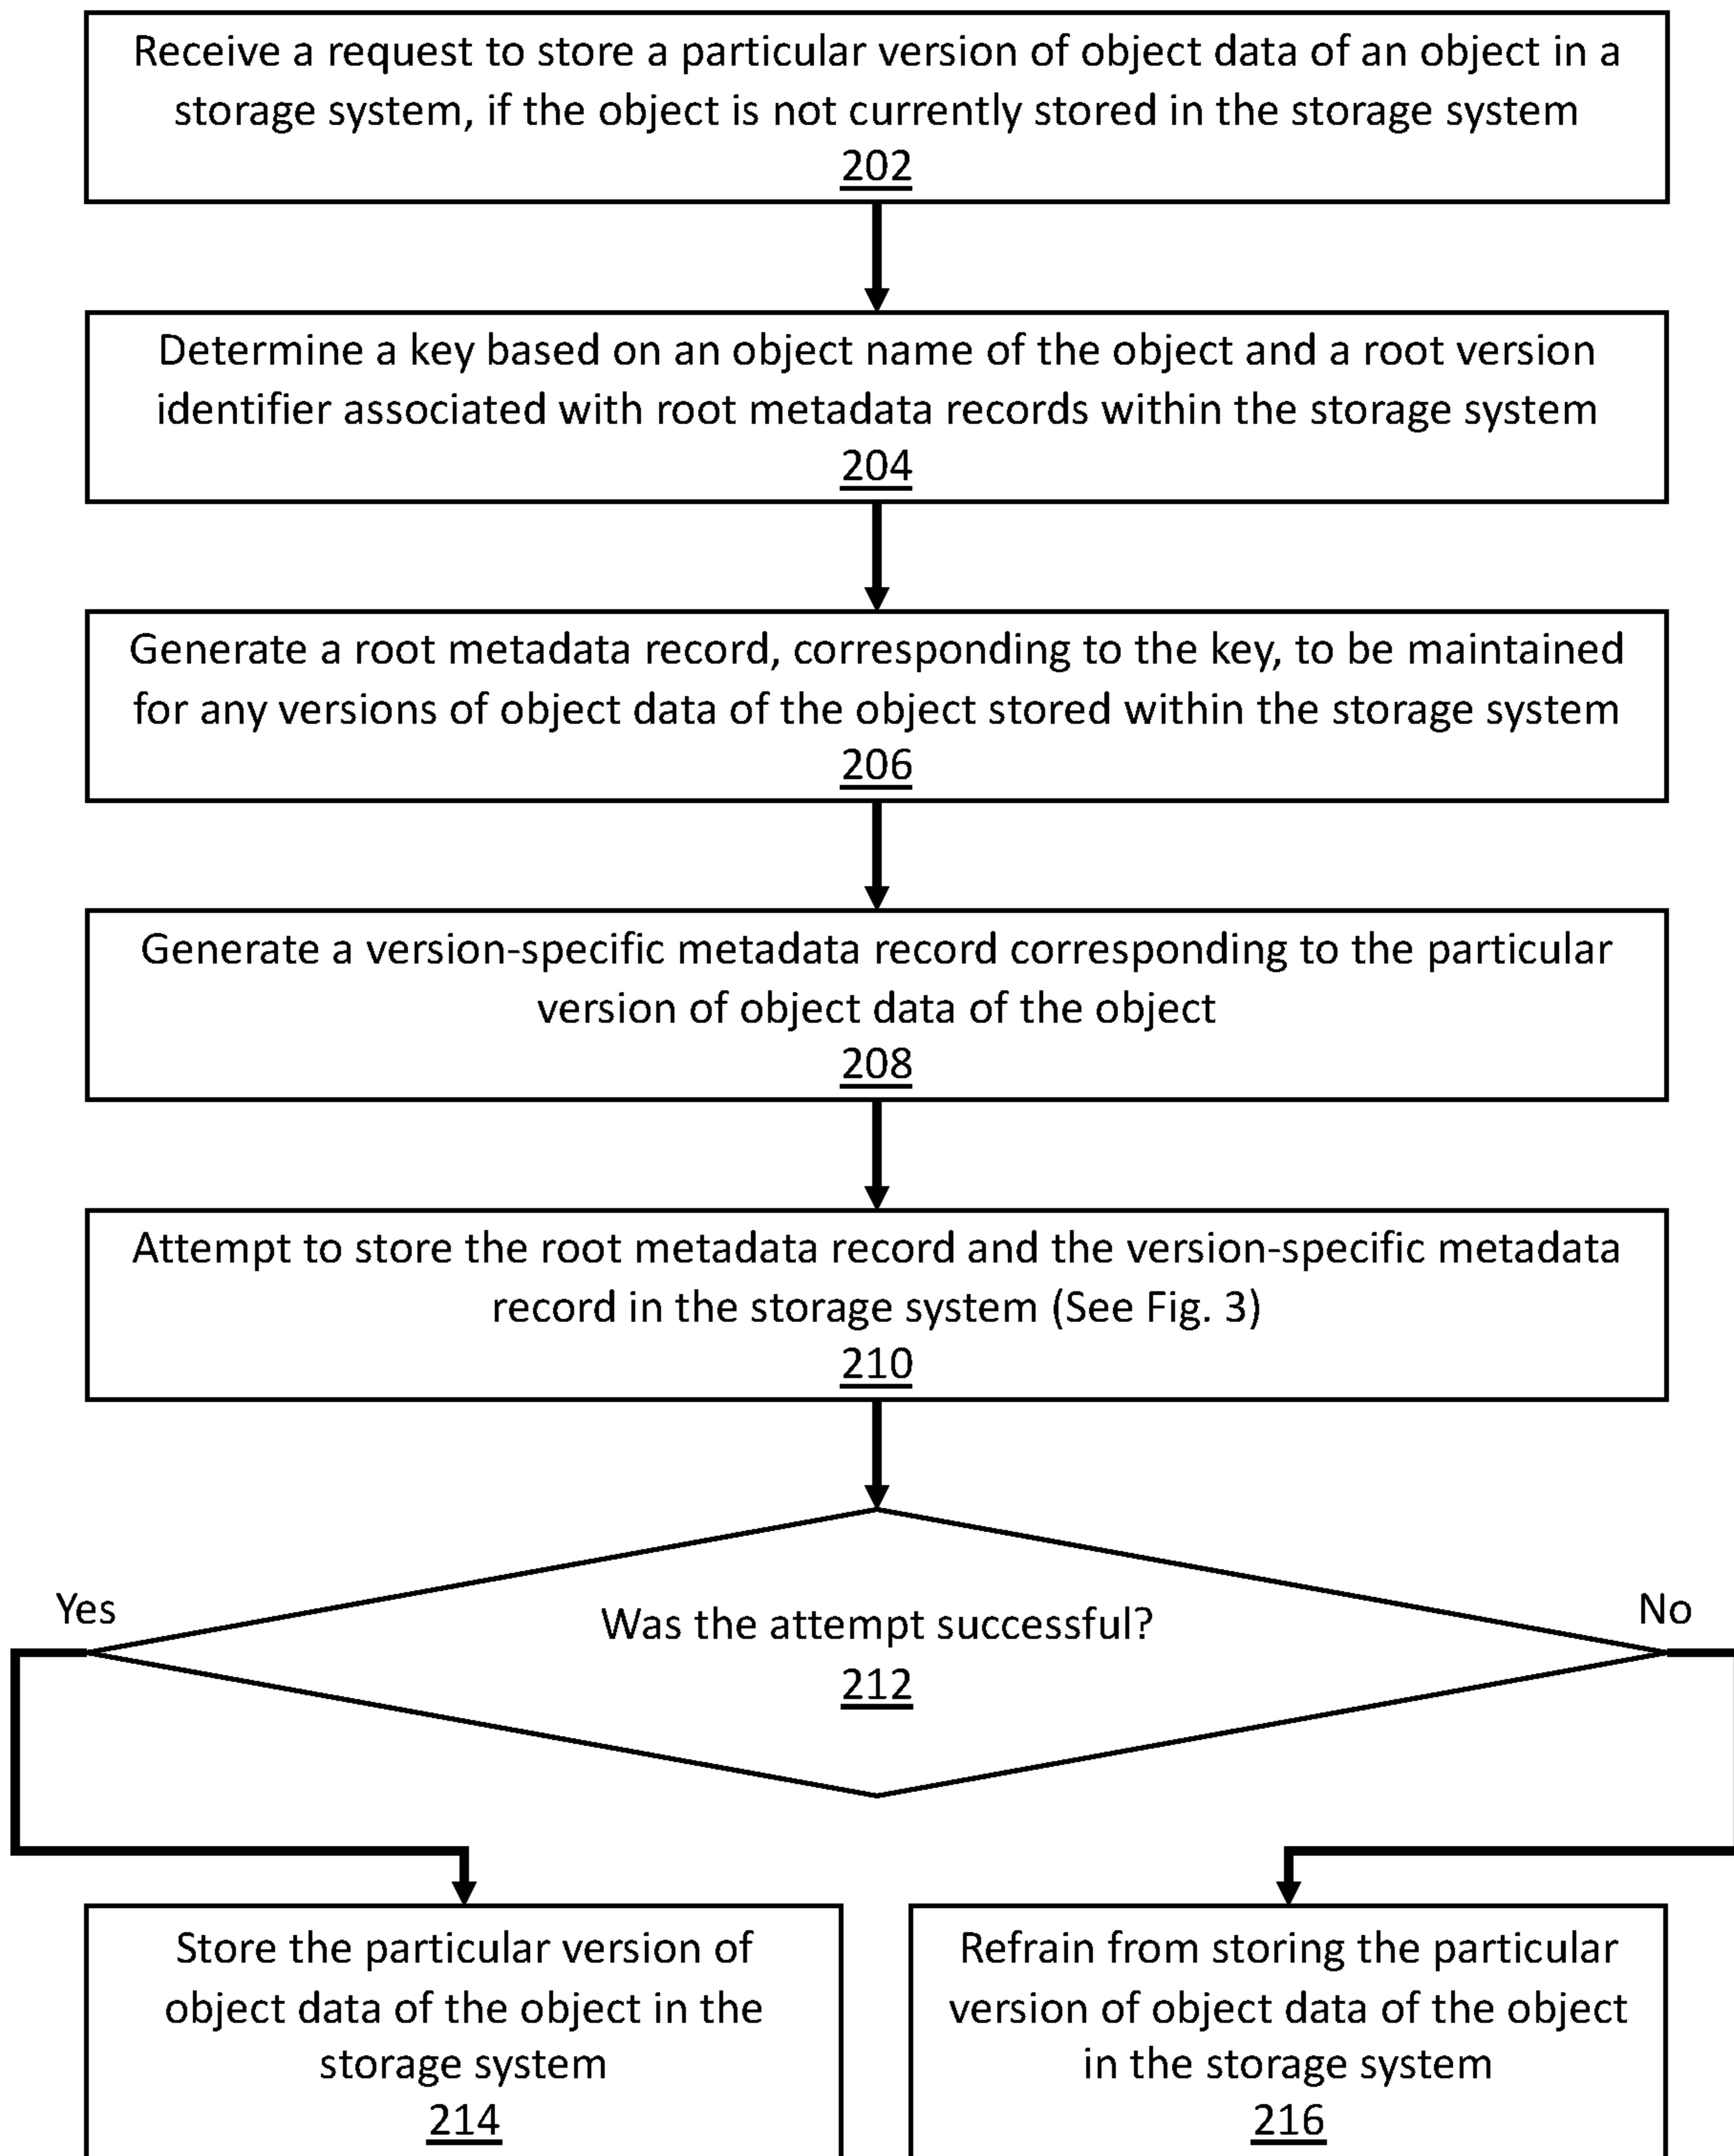 Receive a request to store a particular version of object data of an object in a
storage system, if the object is not currently stored in the storage system
202
Determine a key based on an object name of the object and a root version
identifier associated with root metadata records within the storage system
204
Generate a root metadata record, corresponding to the key, to be maintained
for any versions of object data of the object stored within the storage system
206
Generate a version-specific metadata record corresponding to the particular
version of object data of the object
208
Attempt to store the root metadata record and the version-specific metadata
record in the storage system (See Fig. 3)
210
Yes
No
Was the attempt successful?
212
Store the particular version of
object data of the object in the
storage system
214
Refrain from storing the particular
version of object data of the object
in the storage system
216